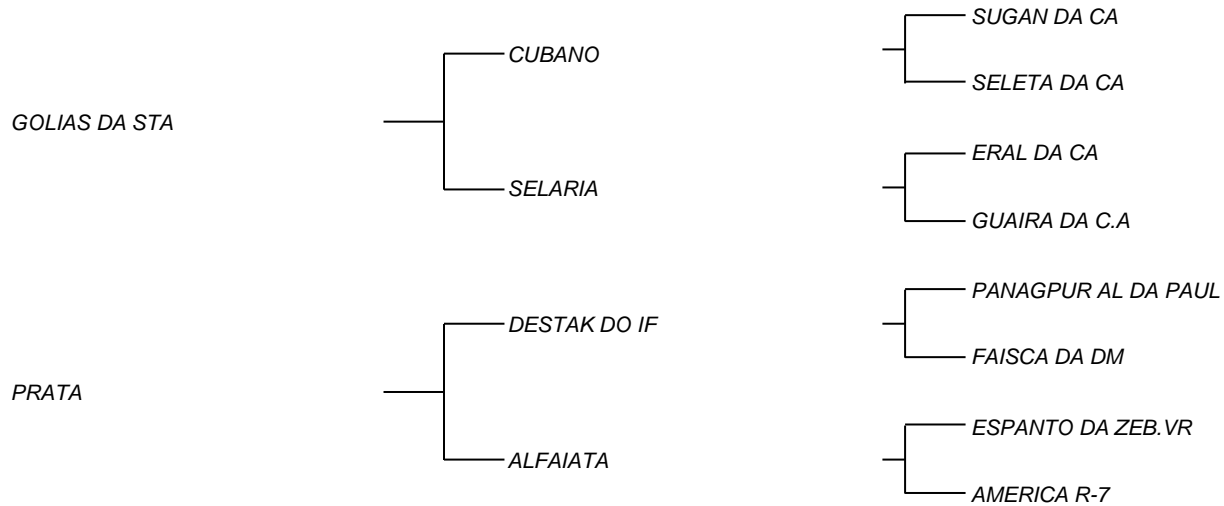 SUGAN DA CA
CUBANO
SELETA DA CA
GOLIAS DA STA
ERAL DA CA
SELARIA
GUAIRA DA C.A
PANAGPUR AL DA PAUL
DESTAK DO IF
FAISCA DA DM
PRATA
ESPANTO DA ZEB.VR
ALFAIATA
AMERICA R-7